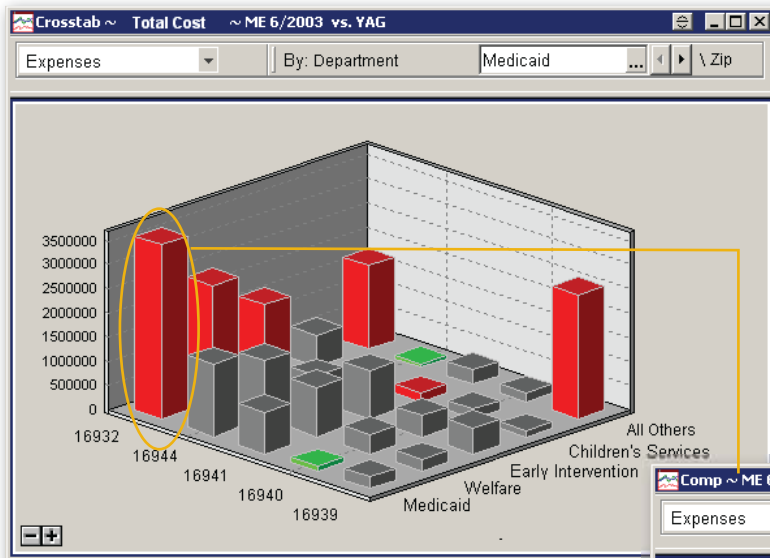 Crosstab ~ Total Cost ~ ME 6/2003 vs. YAG
Expenses By: Department Medicaid ... \ Zip
3500000
3000000
2500000
2000000
1500000
1000000
500000
0
16932
16944
16941
16940
16939
Medicaid
Welfare
Early Intervention
Children's Services
All Others
Comp ~ ME 6
Expenses